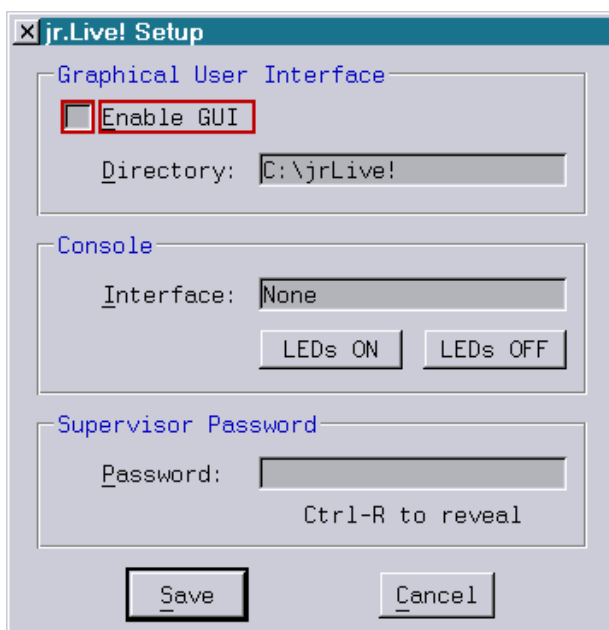 jr.Live! Setup
Graphical User Interface
Enable GUI
Directory: C:\jrLive!
Console
Interface: None
LEDs ON LEDs OFF
Supervisor Password
Password:
Ctrl-R to reveal
Save Cancel